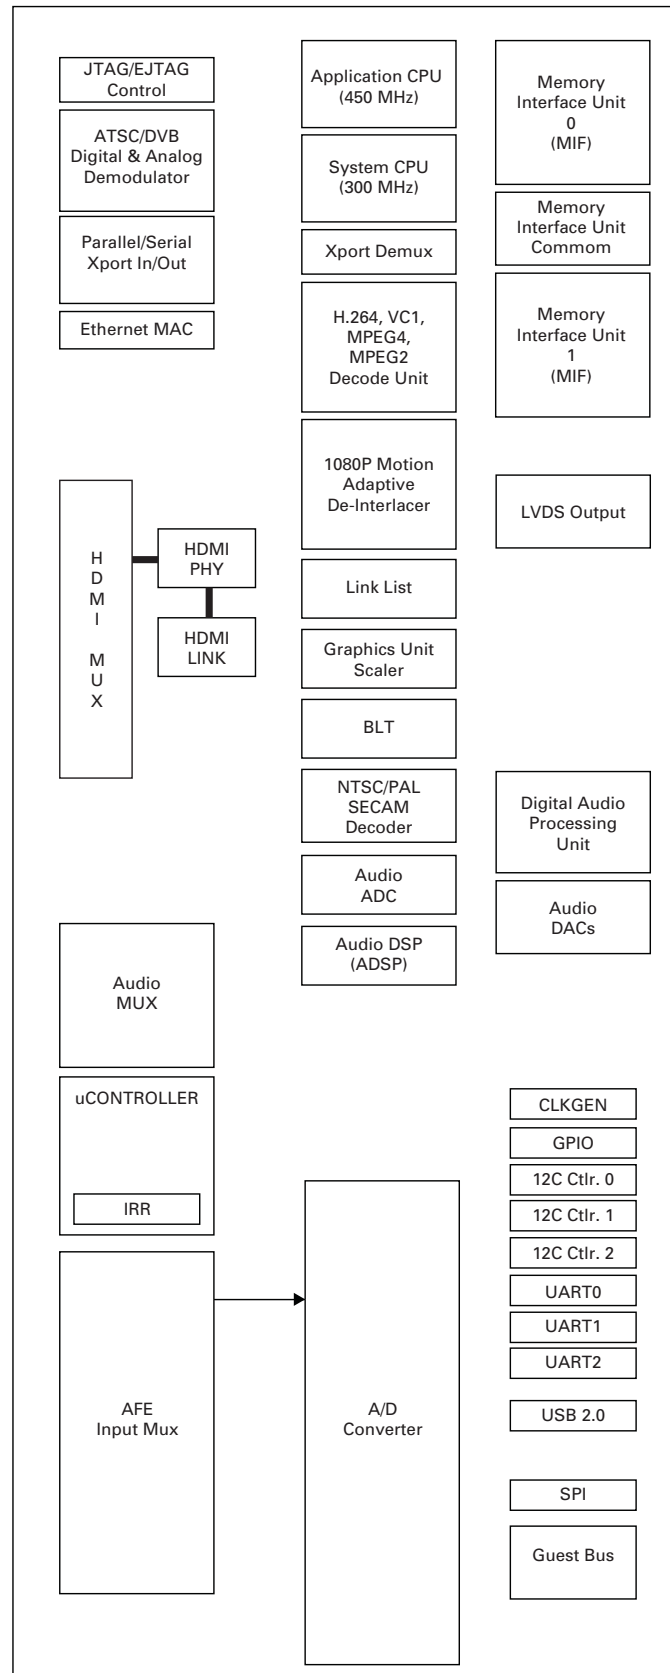 JTAG/EJTAG
Control
ATSC/DVB
Digital & Analog
Demodulator
Parallel/Serial
Xport In/Out
Ethernet MAC
H
D
M
I
M
U
X
HDMI
PHY
HDMI
LINK
Audio
MUX
uCONTROLLER
IRR
AFE
Input Mux
Application CPU
(450 MHz)
System CPU
(300 MHz)
Xport Demux
H.264, VC1,
MPEG4,
MPEG2
Decode Unit
1080P Motion
Adaptive
De-Interlacer
Link List
Graphics Unit
Scaler
BLT
NTSC/PAL
SECAM
Decoder
Audio
ADC
Audio DSP
(ADSP)
A/D
Converter
Memory
Interface Unit
0
(MIF)
Memory
Interface Unit
Commom
Memory
Interface Unit
1
(MIF)
LVDS Output
Digital Audio
Processing
Unit
Audio
DACs
CLKGEN
GPIO
12C Ctlr. 0
12C Ctlr. 1
12C Ctlr. 2
UART0
UART1
UART2
USB 2.0
SPI
Guest Bus